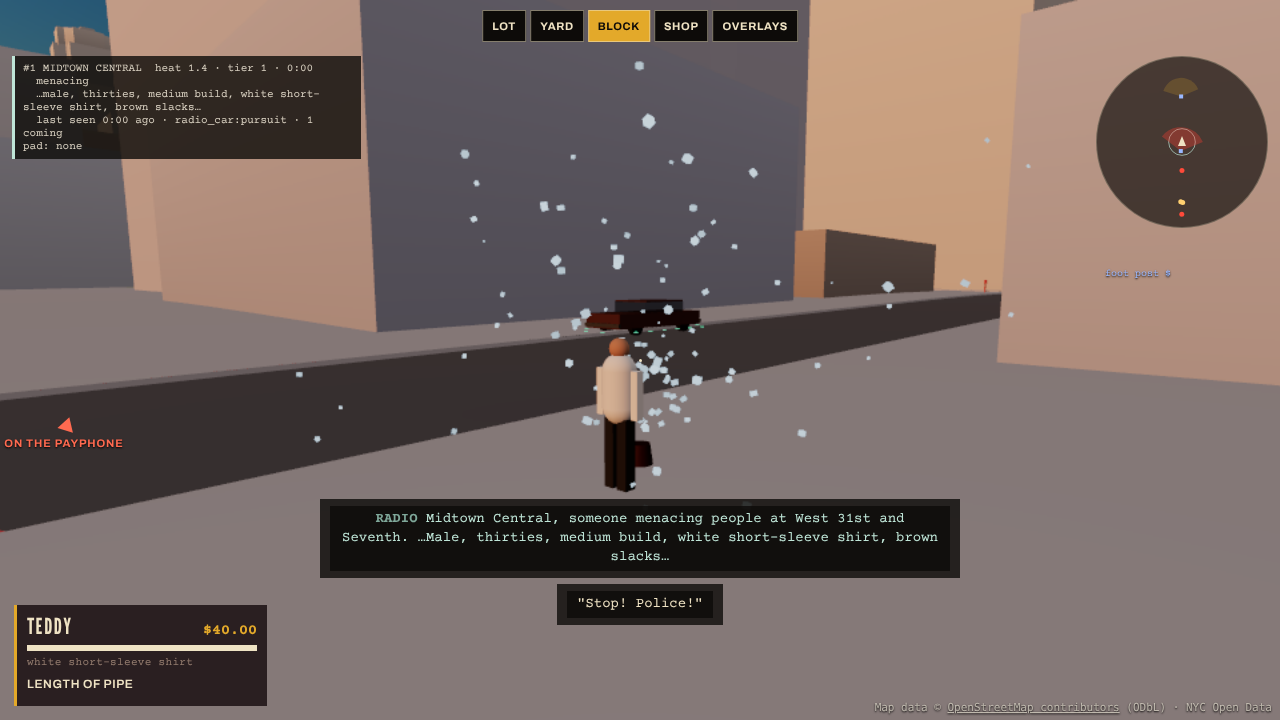 LOT YARD BLOCK SHOP OVERLAYS
#1 MIDTOWN CENTRAL heat 1.4 · tier 1 · 0:00
menacing
…male, thirties, medium build, white short-
sleeve shirt, brown slacks…
last seen 0:00 ago · radio_car:pursuit · 1
coming
pad: none
ON THE PAYPHONE
RADIO Midtown Central, someone menacing people at West 31st and
Seventh. …Male, thirties, medium build, white short-sleeve shirt, brown
slacks…
"Stop! Police!"
TEDDY $40.00
white short-sleeve shirt
LENGTH OF PIPE
foot post
Map data © OpenStreetMap contributors (ODbL) · NYC Open Data